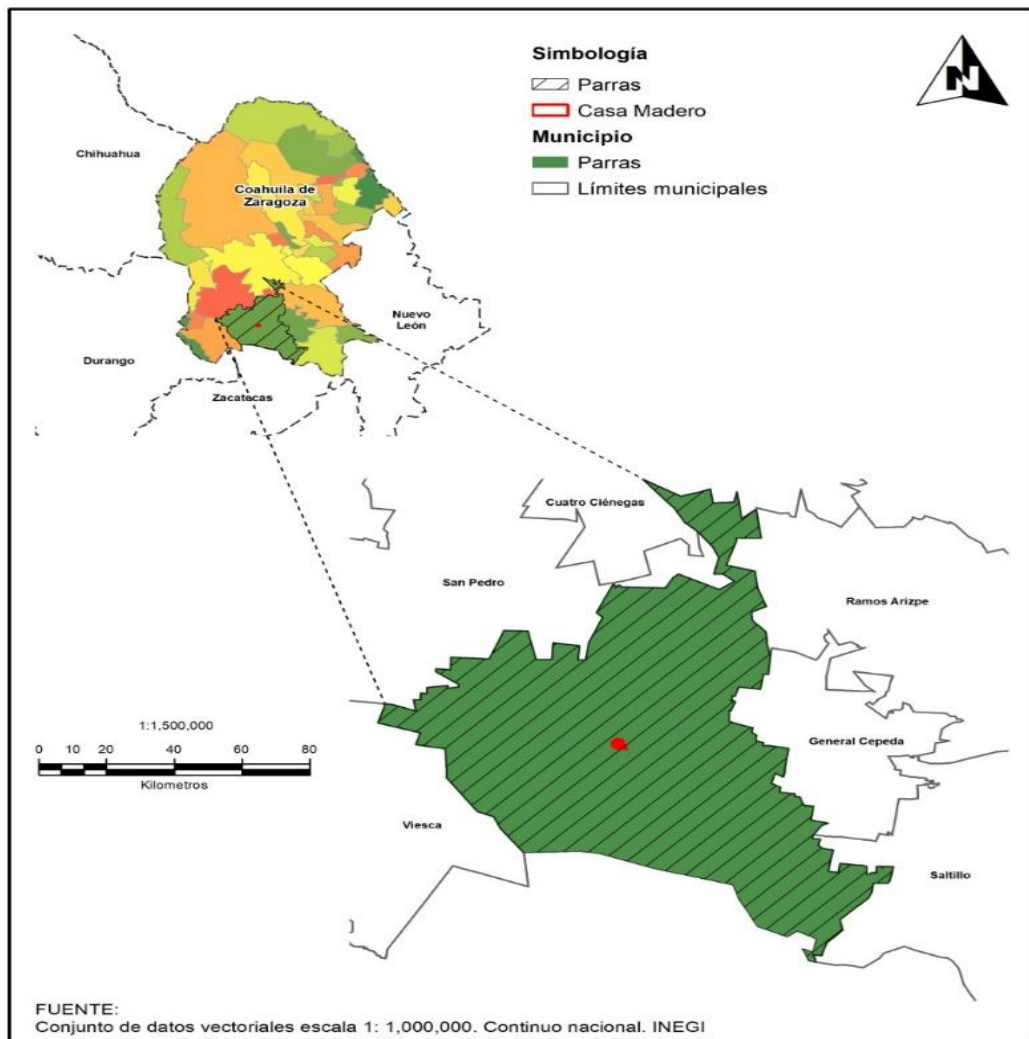 Simbología
Parras
Casa Madero
Municipio
Parras
Límites municipales
N
Chihuahua
Coahuila de
Zaragoza
Nuevo
León
Durango
Zacatecas
Cuatro Ciénegas
San Pedro
Ramos Arizpe
1:1,500,000
0 10 20 40 60 80
Kilometros
General Cepeda
Viesca
Saltillo
FUENTE:
Conjunto de datos vectoriales escala 1: 1,000,000. Continuo nacional. INEGI